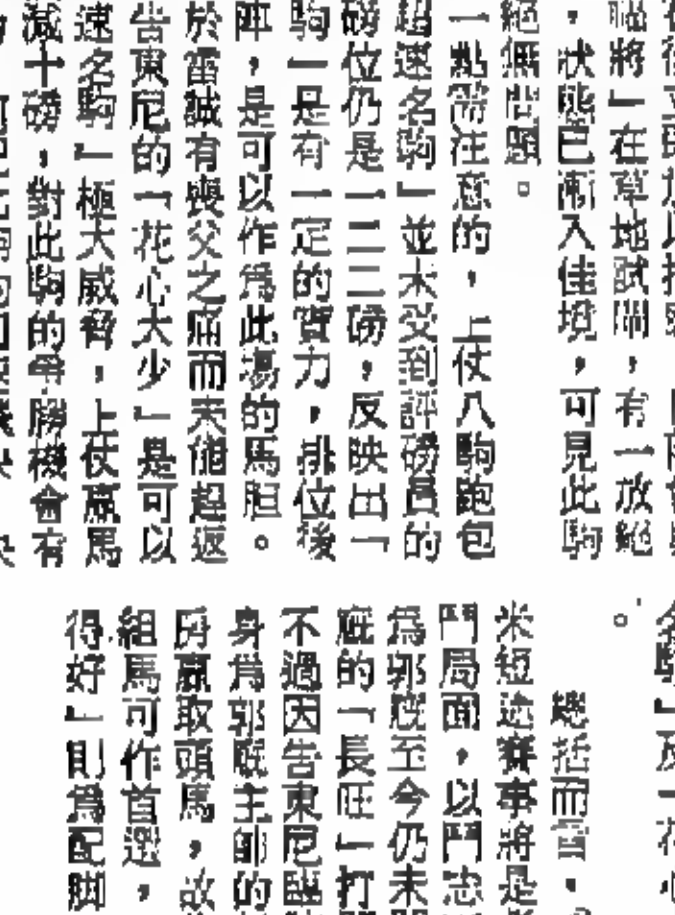 將」在草地試閘，有一放絕
，狀態已漸入佳境，可見此駒
絕無問題。
一點需注意的，上仗八駒跑包
超速名駒」並未受到評磅員的
磅位仍是一二二磅，反映出「
駒」是有一定的實力，排位後
陣，是可以作爲此場的馬胆。
於雷誠有喪父之痛而未能趕返
告東尼的「花心大少」是可以
速名駒」極大威脅，上仗贏馬
減十磅，對此駒的爭勝機會有
。
總括而言，
米短途賽事將是
鬥局面，以鬥志
爲郭厩至今仍未
厩的「長旺」打
不過因告東尼臨
身爲郭厩主帥的
房贏取頭馬，故
組馬可作首選，
得好」則爲配脚